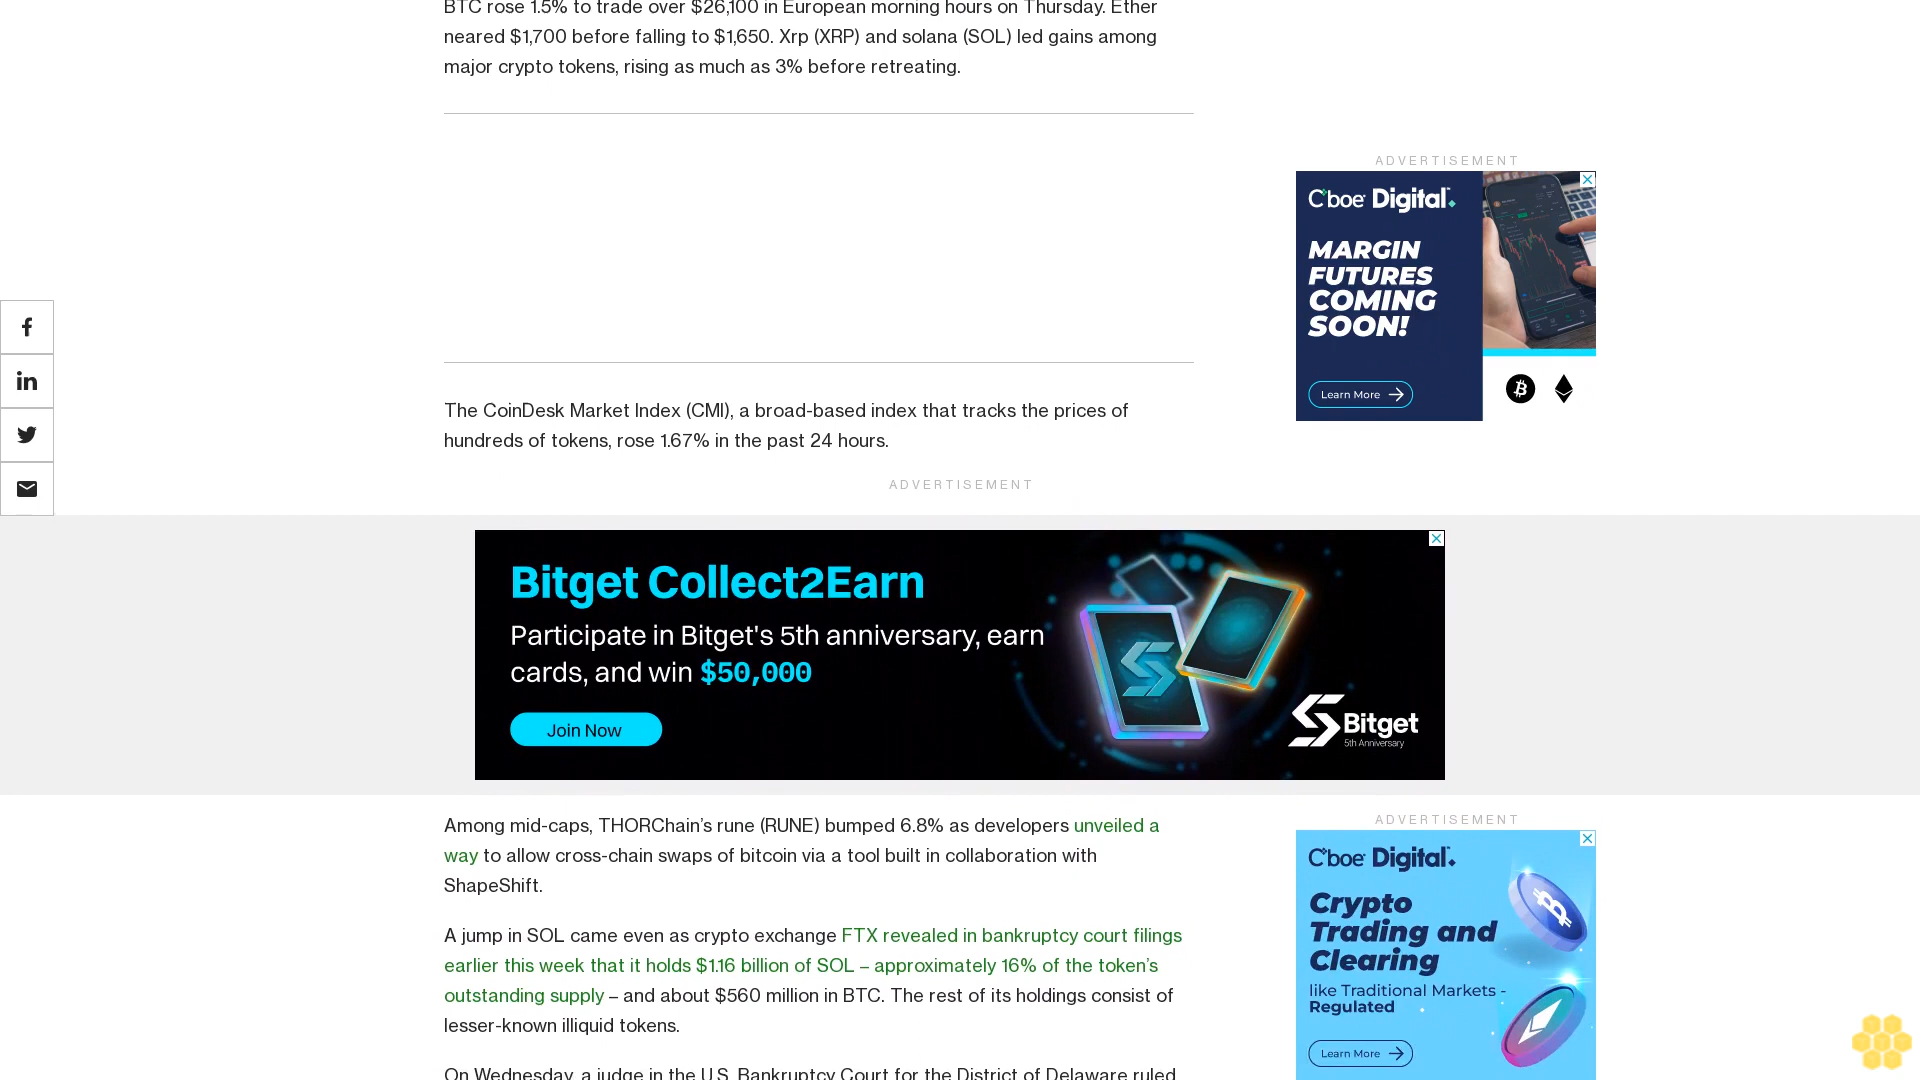 BTC rose 1.5% to trade over $26,100 in European morning hours on Thursday. Ether
neared $1,700 before falling to $1,650. Xrp (XRP) and solana (SOL) led gains among
major crypto tokens, rising as much as 3% before retreating.
ADVERTISEMENT
Cboe Digital
MARGIN
FUTURES
COMING
SOON!
Learn More
The CoinDesk Market Index (CMI), a broad-based index that tracks the prices of
hundreds of tokens, rose 1.67% in the past 24 hours.
ADVERTISEMENT
Bitget Collect2Earn
Participate in Bitget's 5th anniversary, earn
cards, and win $50,000
Join Now
Bitget
5th Anniversary
Among mid-caps, THORChain’s rune (RUNE) bumped 6.8% as developers unveiled a
way to allow cross-chain swaps of bitcoin via a tool built in collaboration with
ShapeShift.
A jump in SOL came even as crypto exchange FTX revealed in bankruptcy court filings
earlier this week that it holds $1.16 billion of SOL – approximately 16% of the token’s
outstanding supply – and about $560 million in BTC. The rest of its holdings consist of
lesser-known illiquid tokens.
On Wednesday, a judge in the U.S. Bankruptcy Court for the District of Delaware ruled
ADVERTISEMENT
Cboe Digital
Crypto
Trading and
Clearing
like Traditional Markets -
Regulated
Learn More